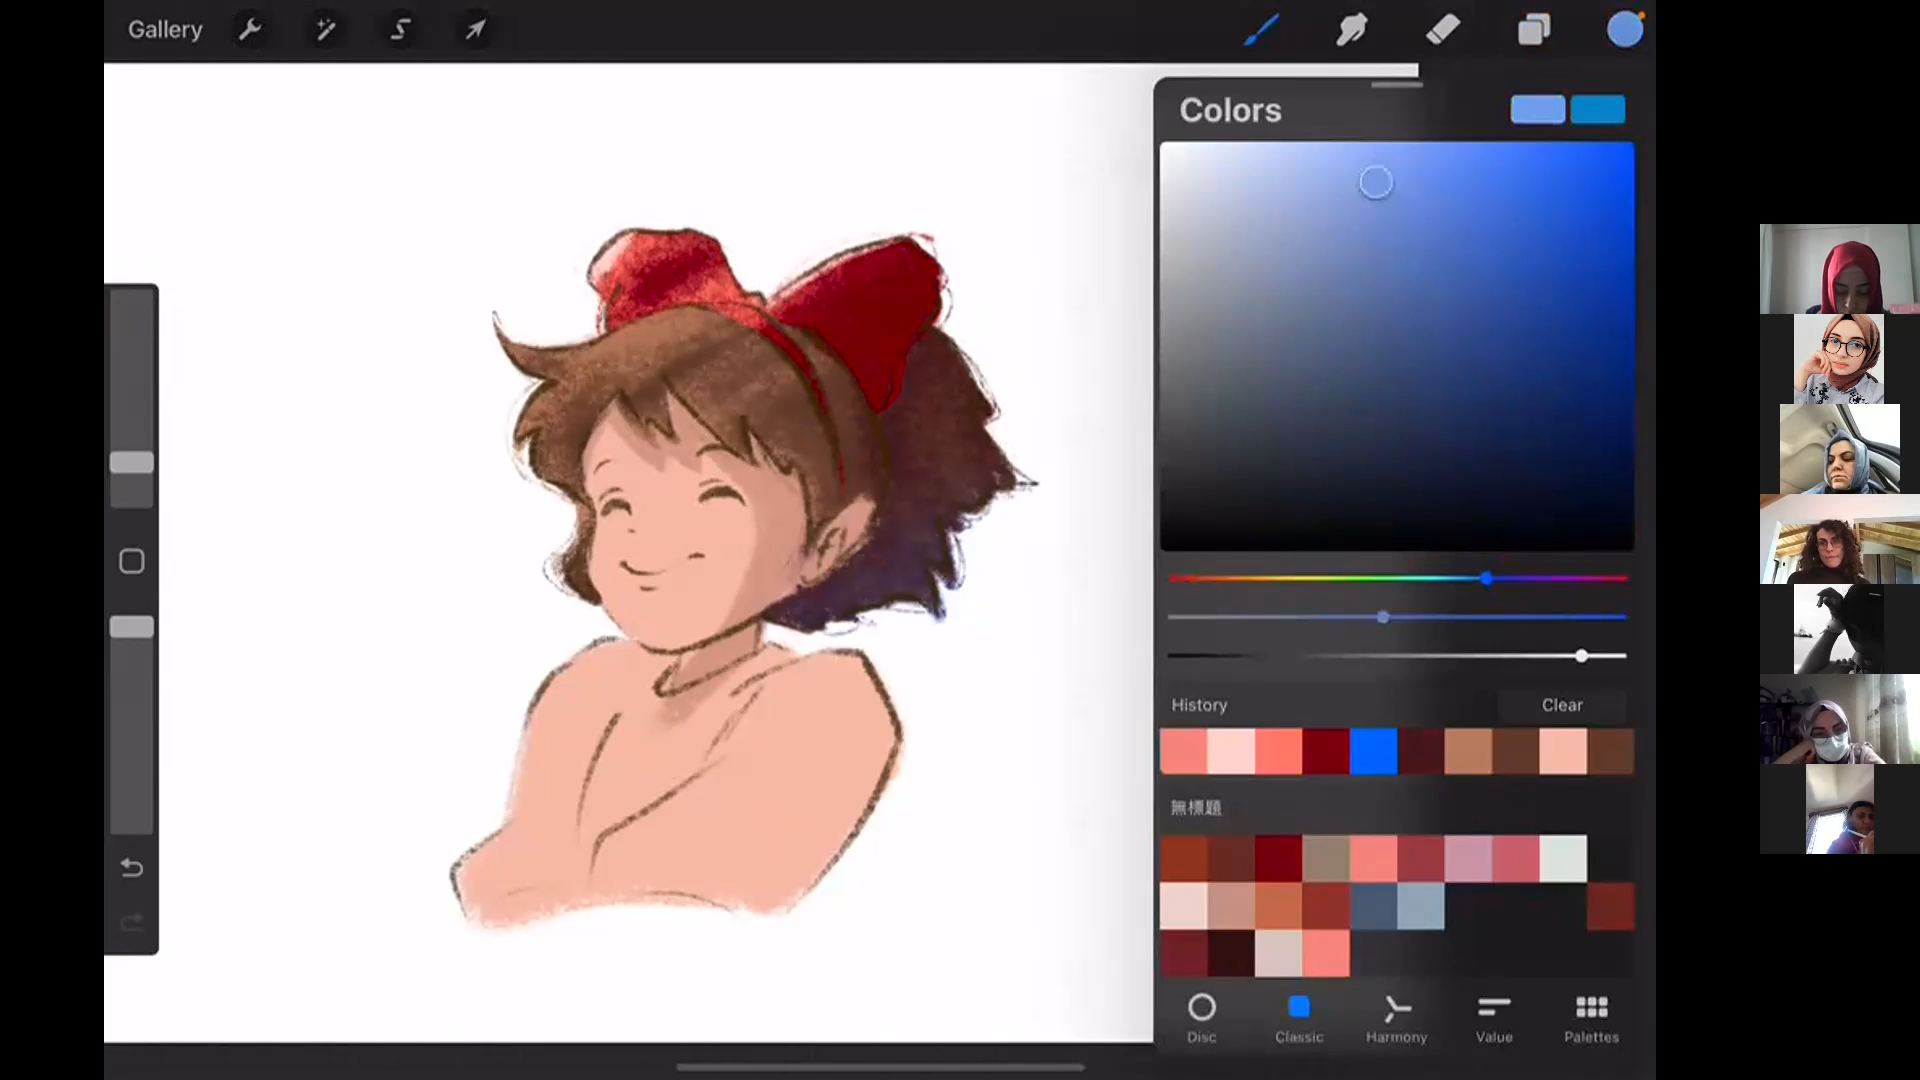 Gallery
Colors
History
Clear
無標題
Disc
Classic
Harmony
Value
Palettes